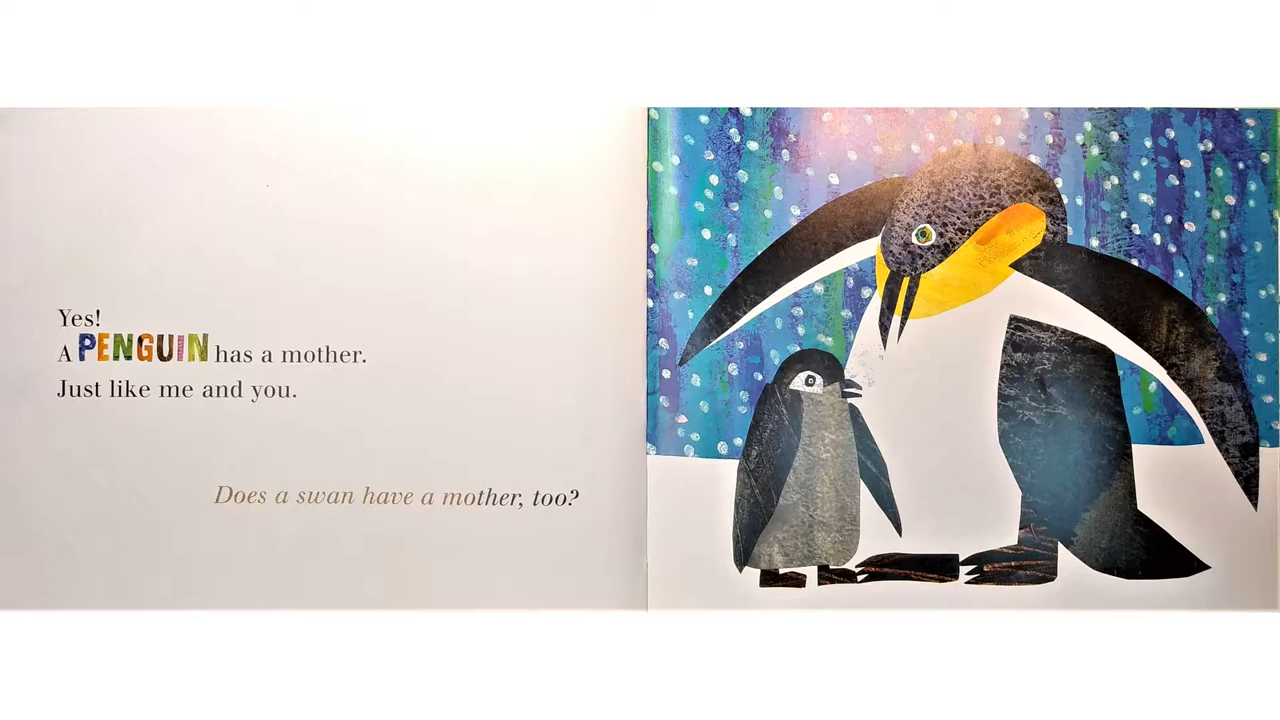 Yes!
A PENGUIN has a mother.
Just like me and you.
Does a swan have a mother, too?